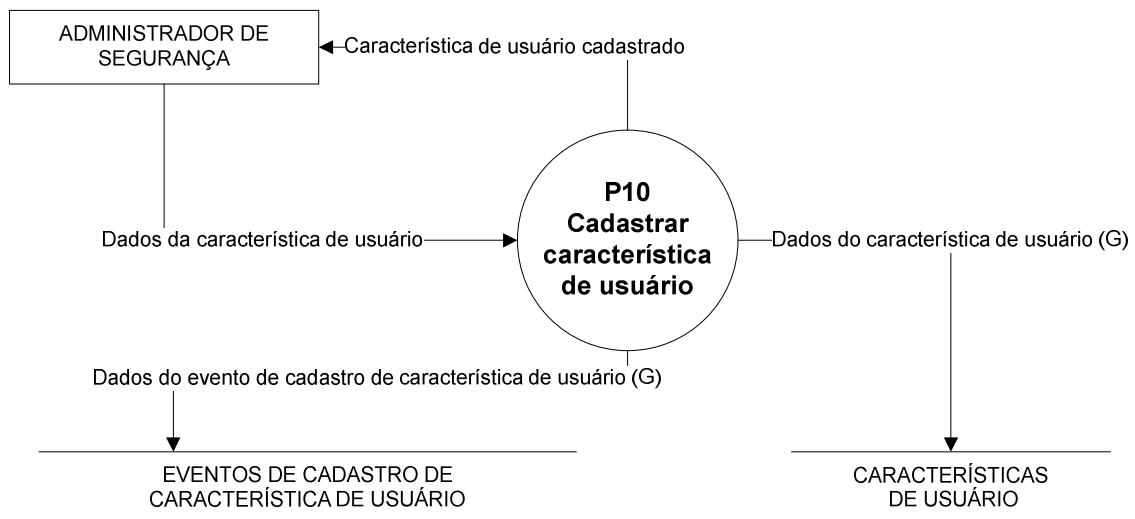 ADMINISTRADOR DE
SEGURANÇA
Característica de usuário cadastrado
P10
Cadastrar
característica
de usuário
Dados da característica de usuário
Dados do característica de usuário (G)
Dados do evento de cadastro de característica de usuário (G)
EVENTOS DE CADASTRO DE
CARACTERÍSTICA DE USUÁRIO
CARACTERÍSTICAS
DE USUÁRIO